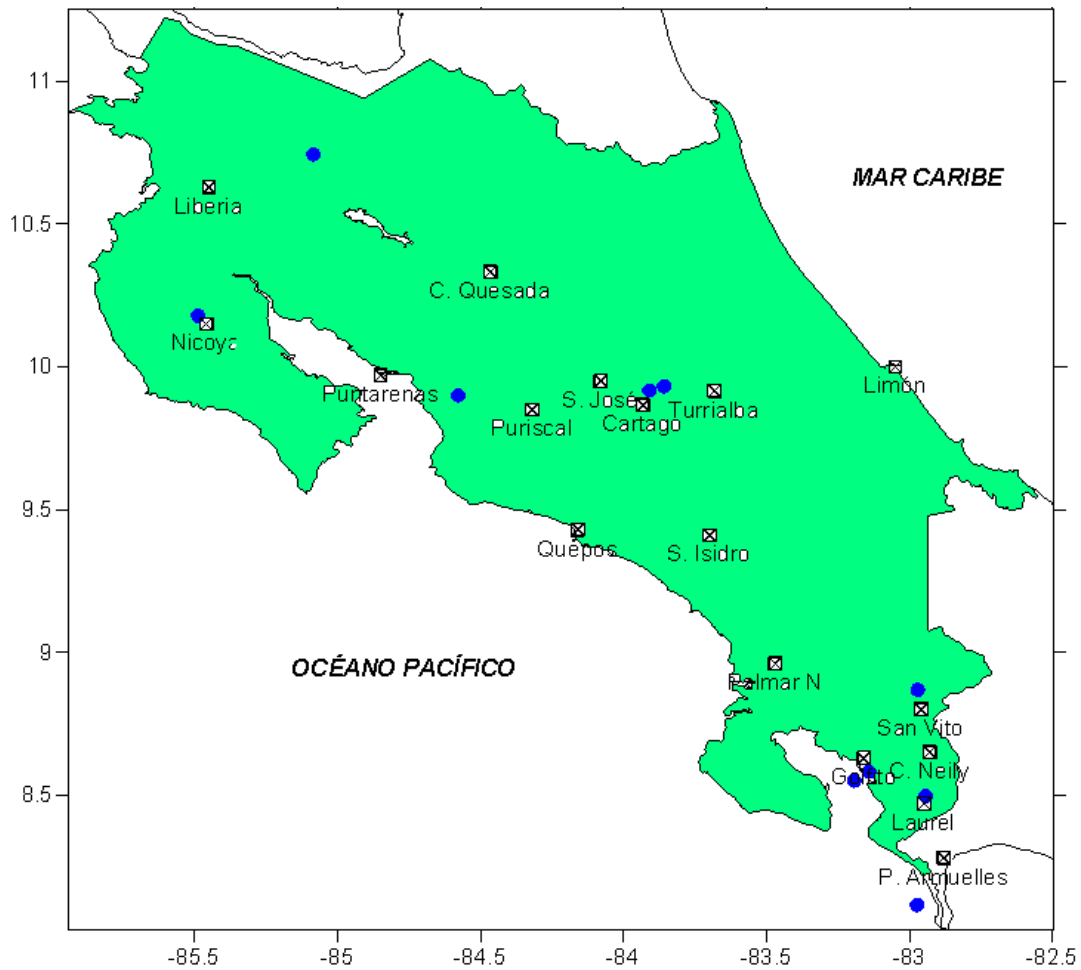 11
MAR CARIBE
Liberia
10.5
C. Quesada
Nicoya
10
Puntarenas
Limón
S. José
Turrialba
Cartago
Puriscal
9.5
Quepos
S. Isidro
9
OCÉANO PACÍFICO
Palmar N
San Vito
C. Neily
8.5
Laurel
P. Armuelles
-85.5 -85 -84.5 -84 -83.5 -83 -82.5